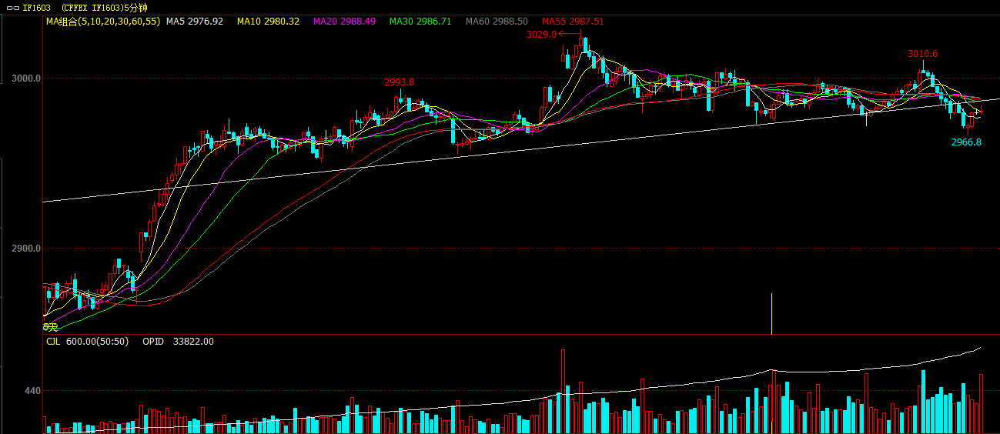 IF1603 (CFFEX IF1603)5分钟
MA组合(5,10,20,30,60,55) MA5 2976.92 MA10 2980.32 MA20 2988.49 MA30 2986.71 MA60 2988.50 MA55 2987.51
3029.0
3010.6
3000.0
2993.8
2966.8
2900.0
CJL 600.00(50:50) OPID 33822.00
440